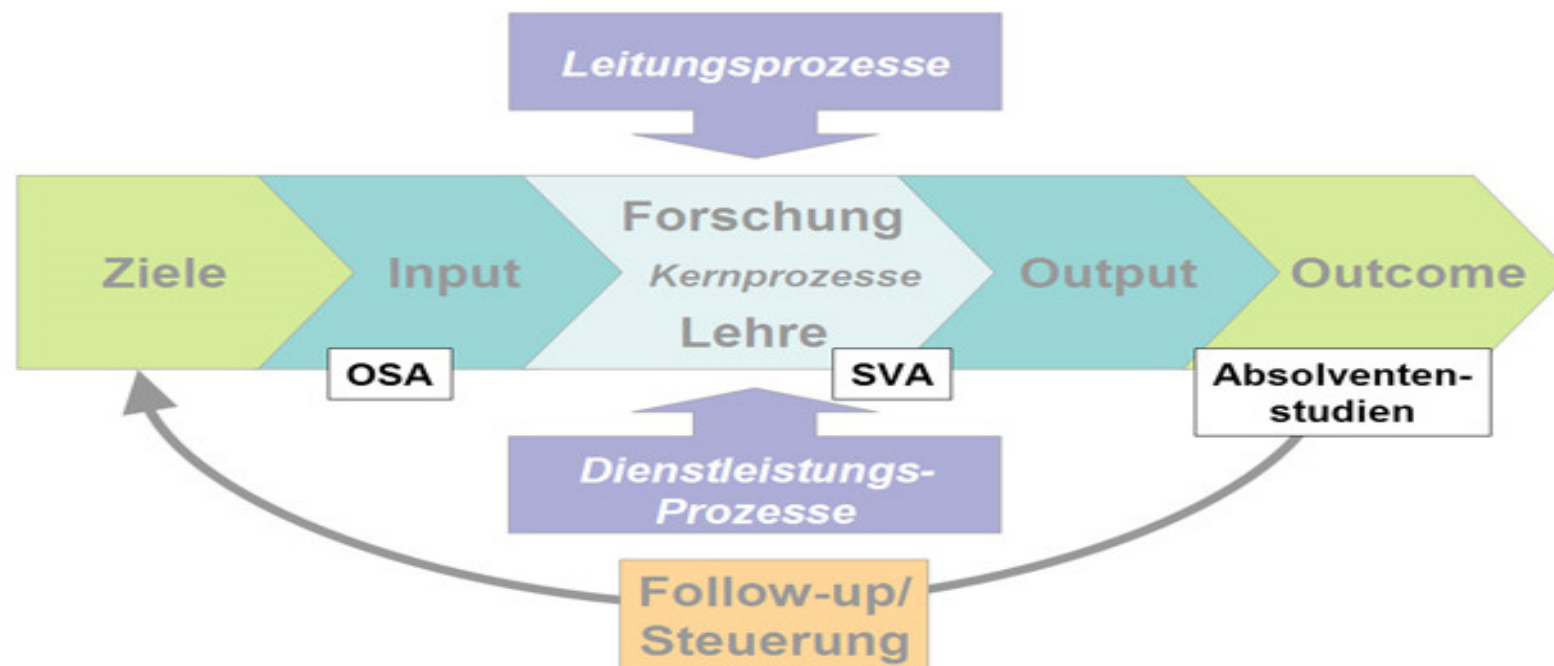 Leitungsprozesse
Ziele
Input
Forschung
Kernprozesse
Lehre
Output
Outcome
OSA
SVA
Absolventen-
studien
Dienstleistungs-
Prozesse
Follow-up/
Steuerung